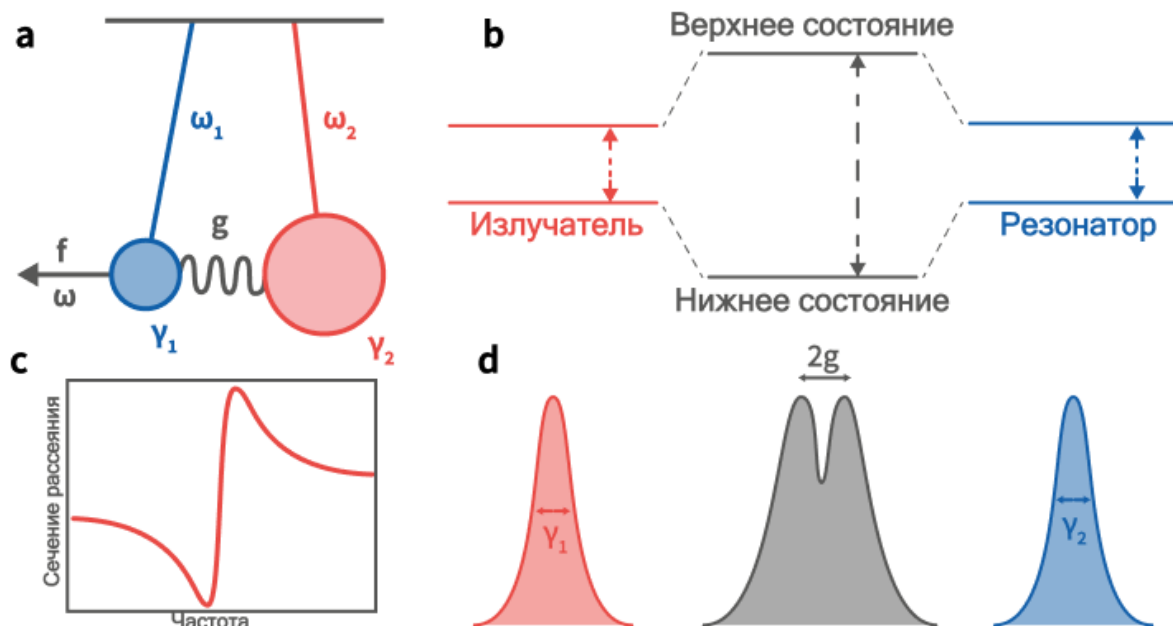 a
ω₁
ω₂
g
f
ω
γ₁
γ₂
b
Верхнее состояние
Излучатель
Резонатор
Нижнее состояние
c
Сечение рассеяния
Частота
d
2g
γ₁
γ₂